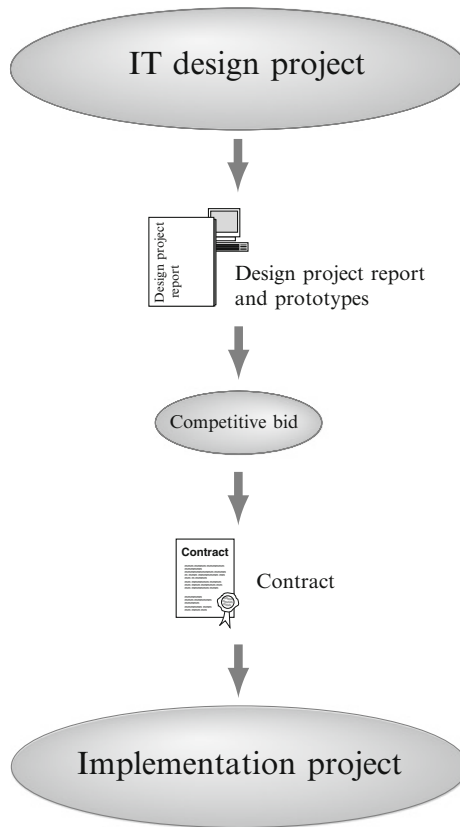 IT design project
Design project
report
Design project report
and prototypes
Competitive bid
Contract
Contract
Implementation project